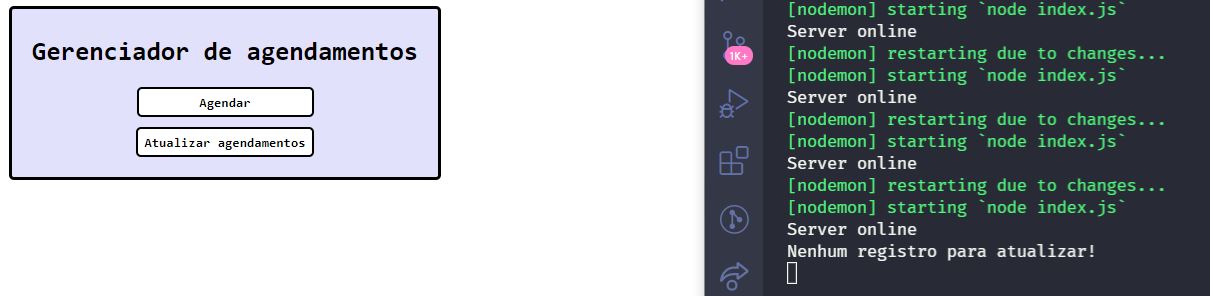 Gerenciador de agendamentos
Agendar
Atualizar agendamentos
1K+
[nodemon] starting `node index.js`
Server online
[nodemon] restarting due to changes...
[nodemon] starting `node index.js`
Server online
[nodemon] restarting due to changes...
[nodemon] starting `node index.js`
Server online
[nodemon] restarting due to changes...
[nodemon] starting `node index.js`
Server online
Nenhum registro para atualizar!